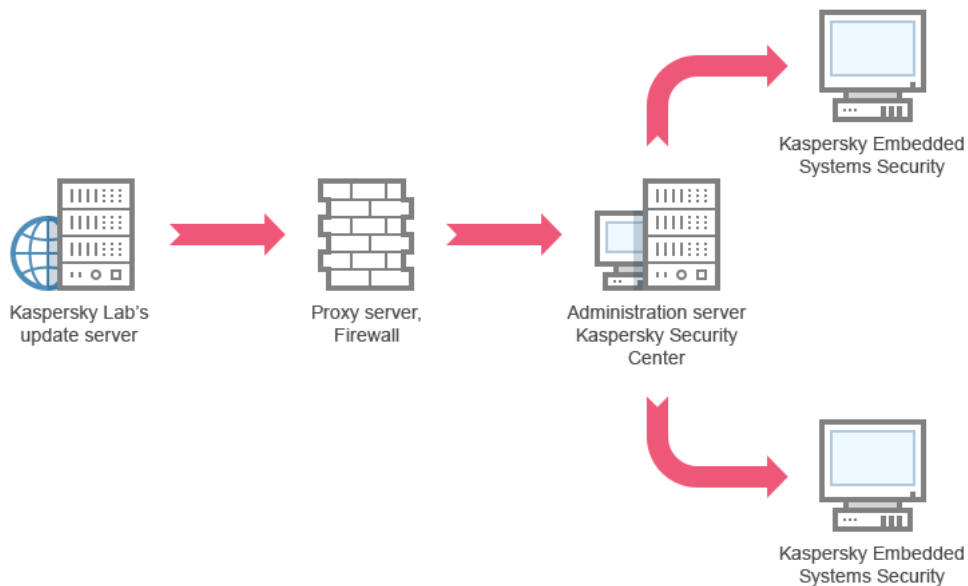 Kaspersky Embedded
Systems Security
Kaspersky Lab's
update server
Proxy server,
Firewall
Administration server
Kaspersky Security
Center
Kaspersky Embedded
Systems Security